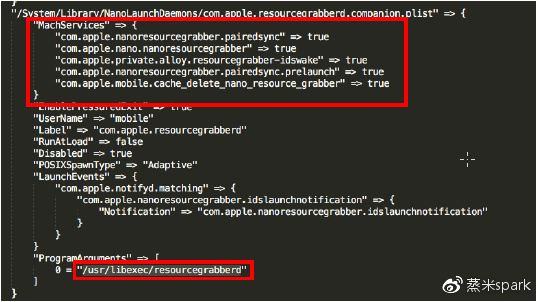 "/System/Library/NanoLaunchDaemons/com.apple.resourcegrabberd.companion.plist" => {
"MachServices" => {
"com.apple.nanoresourcegrabber.pairedsync" => true
"com.apple.nano.nanoresourcegrabber" => true
"com.apple.private.alloy.resourcegrabber-idswake" => true
"com.apple.nanoresourcegrabber.pairedsync.prelaunch" => true
"com.apple.mobile.cache_delete_nano_resource_grabber" => true
}
"EnablePressuredExit" => true
"UserName" => "mobile"
"Label" => "com.apple.resourcegrabberd"
"RunAtLoad" => false
"Disabled" => true
"POSIXSpawnType" => "Adaptive"
"LaunchEvents" => {
"com.apple.notifyd.matching" => {
"com.apple.nanoresourcegrabber.idslaunchnotification" => {
"Notification" => "com.apple.nanoresourcegrabber.idslaunchnotification"
}
}
}
"ProgramArguments" => [
0 = "/usr/libexec/resourcegrabberd"
]
}
蒸米spark